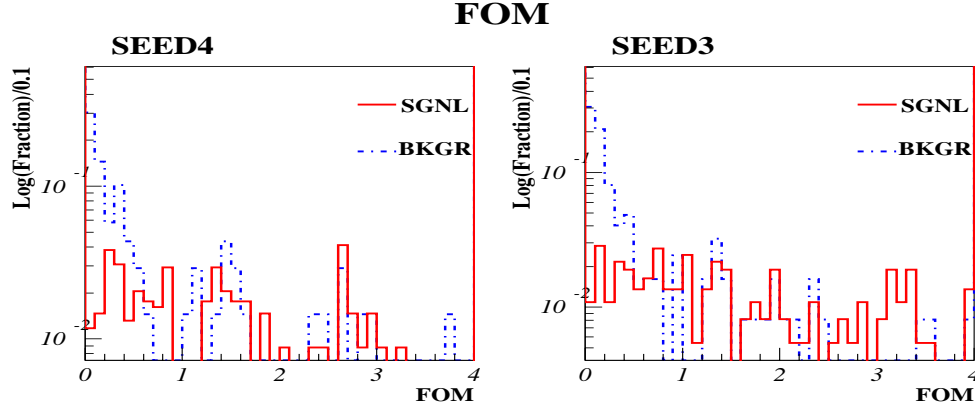 FOM
SEED4
Log(Fraction)/0.1
10 -1
10 -2
SGNL
BKGR
0 1 2 3 4
FOM
SEED3
Log(Fraction)/0.1
10 -1
10 -2
SGNL
BKGR
0 1 2 3 4
FOM